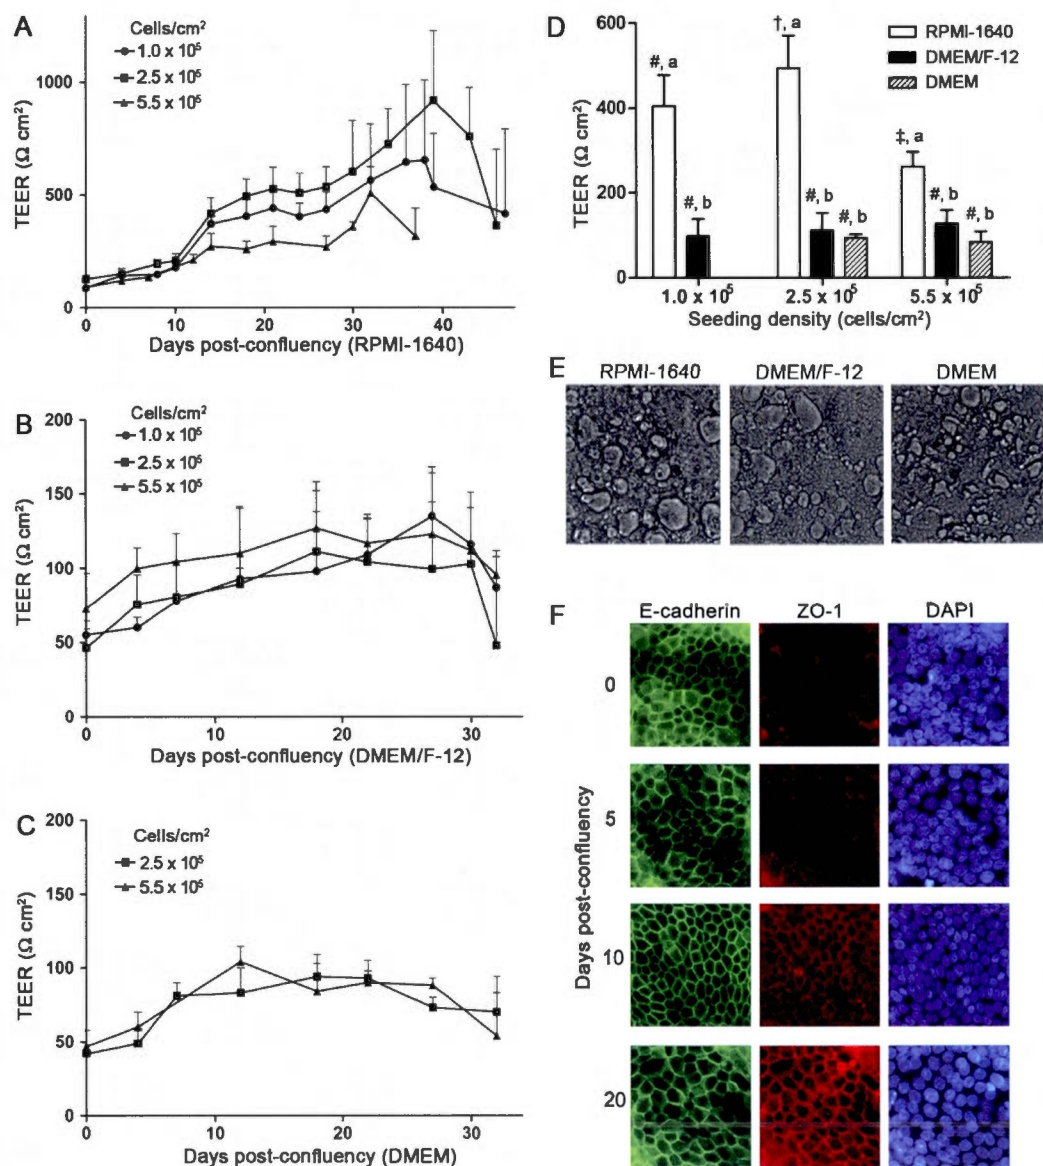 A
Cells/cm²
1.0 x 10⁵
2.5 x 10⁵
5.5 x 10⁵
TEER (Ω cm²)
1000
500
0
0 10 20 30 40
Days post-confluency (RPMI-1640)
B
Cells/cm²
1.0 x 10⁵
2.5 x 10⁵
5.5 x 10⁵
TEER (Ω cm²)
200
150
100
50
0
0 10 20 30
Days post-confluency (DMEM/F-12)
C
Cells/cm²
2.5 x 10⁵
5.5 x 10⁵
TEER (Ω cm²)
200
150
100
50
0
0 10 20 30
Days post-confluency (DMEM)
D
RPMI-1640
DMEM/F-12
DMEM
TEER (Ω cm²)
600
400
200
0
#, a
#, b
†, a
#, b
#, b
‡, a
#, b
#, b
1.0 x 10⁵ 2.5 x 10⁵ 5.5 x 10⁵
Seeding density (cells/cm²)
E
RPMI-1640 DMEM/F-12 DMEM
F
E-cadherin ZO-1 DAPI
Days post-confluency
0
5
10
20